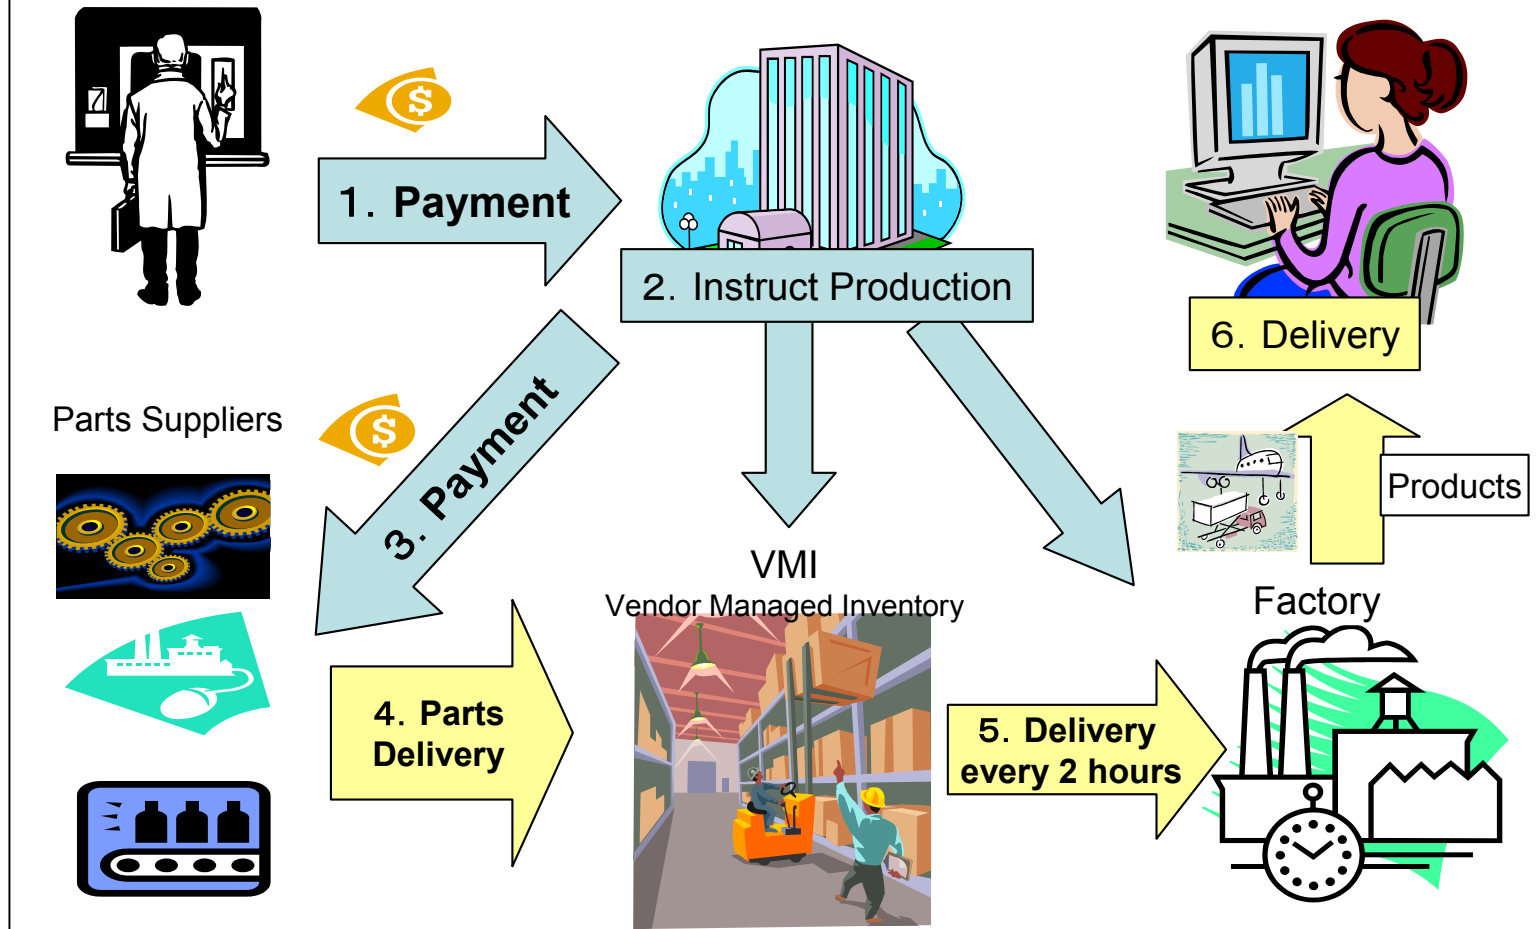 1. Payment
2. Instruct Production
6. Delivery
Parts Suppliers
3. Payment
Products
VMI
Vendor Managed Inventory
Factory
4. Parts
Delivery
5. Delivery
every 2 hours